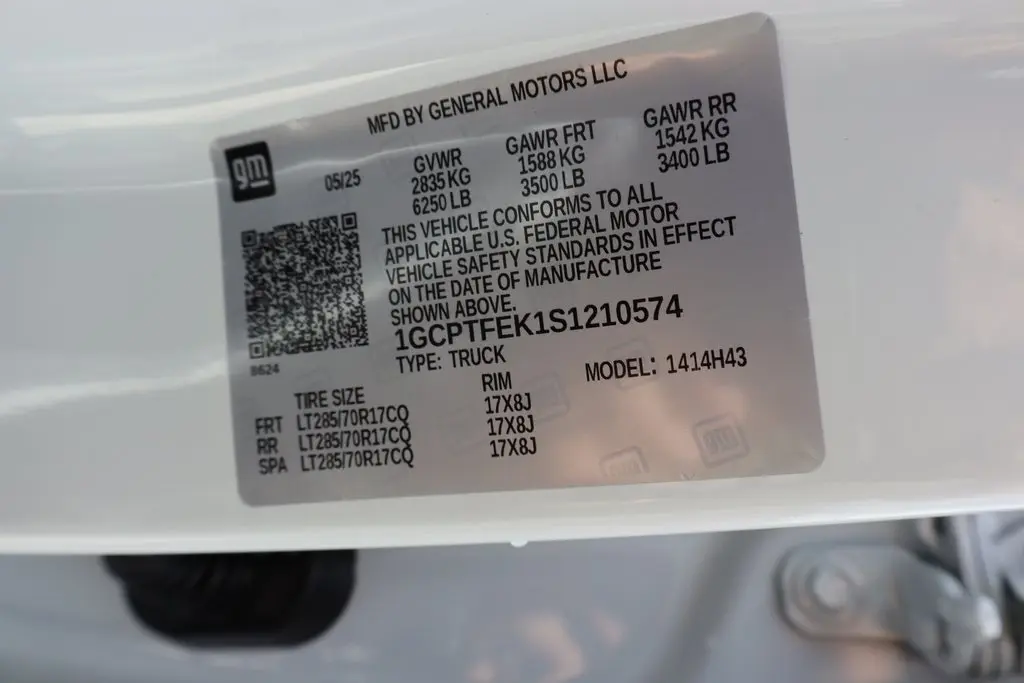 MFD BY GENERAL MOTORS LLC
gm
05/25
GVWR GAWR FRT GAWR RR
2835 KG 1588 KG 1542 KG
6250 LB 3500 LB 3400 LB
THIS VEHICLE CONFORMS TO ALL
APPLICABLE U.S. FEDERAL MOTOR
VEHICLE SAFETY STANDARDS IN EFFECT
ON THE DATE OF MANUFACTURE
SHOWN ABOVE.
1GCPTFEK1S1210574
8624
TYPE: TRUCK MODEL: 1414H43
TIRE SIZE RIM
FRT LT285/70R17CQ 17X8J
RR LT285/70R17CQ 17X8J
SPA LT285/70R17CQ 17X8J
gm
gm